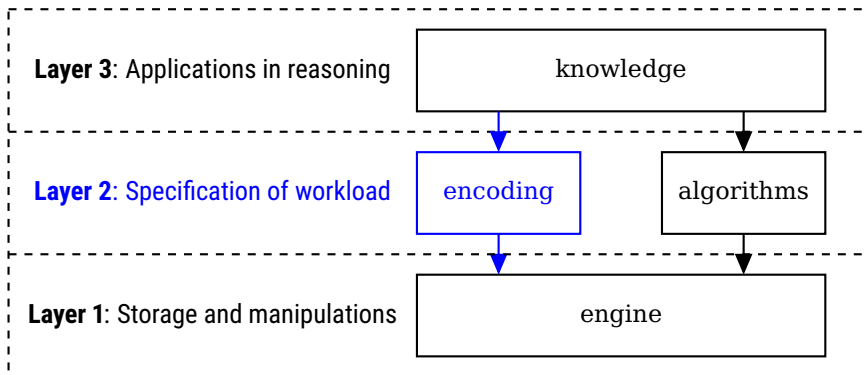 Layer 3: Applications in reasoning
knowledge
Layer 2: Specification of workload
encoding
algorithms
Layer 1: Storage and manipulations
engine